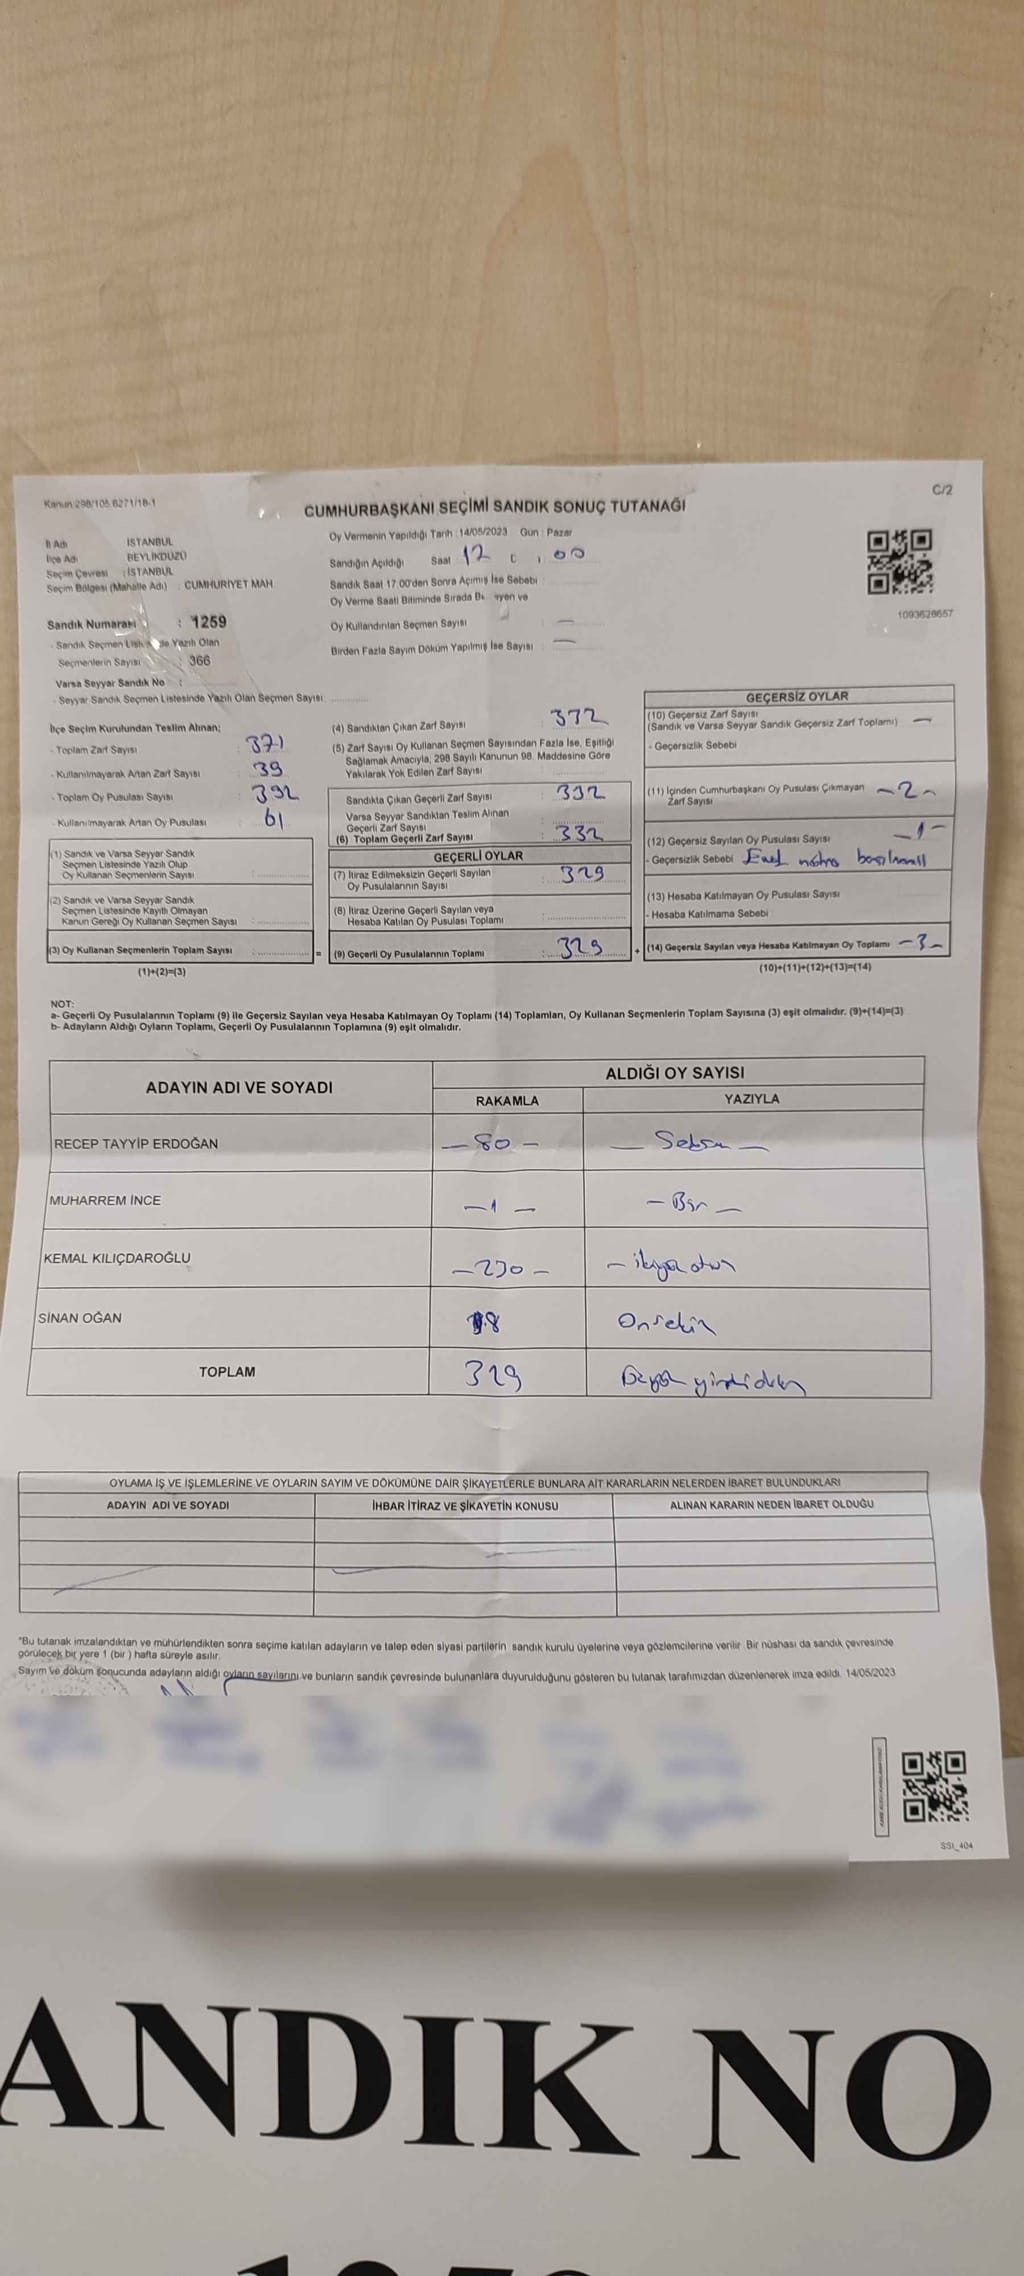 Kanun 298/105.6271/18-1
C/2
CUMHURBAŞKANI SEÇİMİ SANDIK SONUÇ TUTANAĞI
İl Adı İSTANBUL
İlçe Adı BEYLİKDÜZÜ
Seçim Çevresi : İSTANBUL
Seçim Bölgesi (Mahalle Adı) : CUMHURİYET MAH.
Sandık Numarası : 1259
- Sandık Seçmen Yazılı Olan
Seçmenlerin Sayısı : 366
Varsa Seyyar Sandık No :
- Seyyar Sandık Seçmen Listesinde Yazılı Olan Seçmen Sayısı
Oy Vermenin Yapıldığı Tarih : 14/05/2023 Gün : Pazar
Sandığın Açıldığı Saat 17 : 00
Sandık Saat 17.00'den Sonra Açımış İse Sebebi
Oy Verme Saati Bitiminde Sırada ve
Oy Kullandırılan Seçmen Sayısı : —
Birden Fazla Sayım Döküm Yapılmış İse Sayısı : —
1093628657
İlçe Seçim Kurulundan Teslim Alınan;
- Toplam Zarf Sayısı : 371
- Kullanılmayarak Artan Zarf Sayısı : 39
- Toplam Oy Pusulası Sayısı : 392
- Kullanılmayarak Artan Oy Pusulası : 61
(1) Sandık ve Varsa Seyyar Sandık
Seçmen Listesinde Yazılı Olup
Oy Kullanan Seçmenlerin Sayısı :
(2) Sandık ve Varsa Seyyar Sandık
Seçmen Listesinde Kayıtlı Olmayan
Kanun Gereği Oy Kullanan Seçmen Sayısı :
(3) Oy Kullanan Seçmenlerin Toplam Sayısı : =
(1)+(2)=(3)
(4) Sandıktan Çıkan Zarf Sayısı : 332
(5) Zarf Sayısı Oy Kullanan Seçmen Sayısından Fazla İse, Eşitliği
Sağlamak Amacıyla, 298 Sayılı Kanunun 98. Maddesine Göre
Yakılarak Yok Edilen Zarf Sayısı :
Sandıkta Çıkan Geçerli Zarf Sayısı : 332
Varsa Seyyar Sandıktan Teslim Alınan
Geçerli Zarf Sayısı :
(6) Toplam Geçerli Zarf Sayısı : 332
GEÇERLİ OYLAR
(7) İtiraz Edilmeksizin Geçerli Sayılan
Oy Pusulalarının Sayısı : 329
(8) İtiraz Üzerine Geçerli Sayılan veya
Hesaba Katılan Oy Pusulası Toplamı :
(9) Geçerli Oy Pusulalarının Toplamı : 329 +
GEÇERSİZ OYLAR
(10) Geçersiz Zarf Sayısı
(Sandık ve Varsa Seyyar Sandık Geçersiz Zarf Toplamı) —
- Geçersizlik Sebebi
(11) İçinden Cumhurbaşkanı Oy Pusulası Çıkmayan
Zarf Sayısı - 2 -
(12) Geçersiz Sayılan Oy Pusulası Sayısı - 1 -
- Geçersizlik Sebebi
(13) Hesaba Katılmayan Oy Pusulası Sayısı
- Hesaba Katılmama Sebebi
(14) Geçersiz Sayılan veya Hesaba Katılmayan Oy Toplamı - 3 -
(10)+(11)+(12)+(13)=(14)
NOT:
a- Geçerli Oy Pusulalarının Toplamı (9) ile Geçersiz Sayılan veya Hesaba Katılmayan Oy Toplamı (14) Toplamları, Oy Kullanan Seçmenlerin Toplam Sayısına (3) eşit olmalıdır. (9)+(14)=(3)
b- Adayların Aldığı Oyların Toplamı, Geçerli Oy Pusulalarının Toplamına (9) eşit olmalıdır.
ADAYIN ADI VE SOYADI
ALDIĞI OY SAYISI
RAKAMLA YAZIYLA
RECEP TAYYİP ERDOĞAN - 80 - - Seksen -
MUHARREM İNCE - 1 - - Bir -
KEMAL KILIÇDAROĞLU - 230 - - ikiyüzotuz
SİNAN OĞAN 18 Onsekiz
TOPLAM 329 üçyüz yirmidokuz
OYLAMA İŞ VE İŞLEMLERİNE VE OYLARIN SAYIM VE DÖKÜMÜNE DAİR ŞİKAYETLERLE BUNLARA AİT KARARLARIN NELERDEN İBARET BULUNDUKLARI
ADAYIN ADI VE SOYADI İHBAR İTİRAZ VE ŞİKAYETİN KONUSU ALINAN KARARIN NEDEN İBARET OLDUĞU
*Bu tutanak imzalandıktan ve mühürlendikten sonra seçime katılan adayların ve talep eden siyasi partilerin sandık kurulu üyelerine veya gözlemcilerine verilir. Bir nüshası da sandık çevresinde
görülecek bir yere 1 (bir) hafta süreyle asılır.
Sayım ve döküm sonucunda adayların aldığı oyların sayılarını ve bunların sandık çevresinde bulunanlara duyurulduğunu gösteren bu tutanak tarafımızdan düzenlenerek imza edildi. 14/05/2023
SSI_404
ANDIK NO